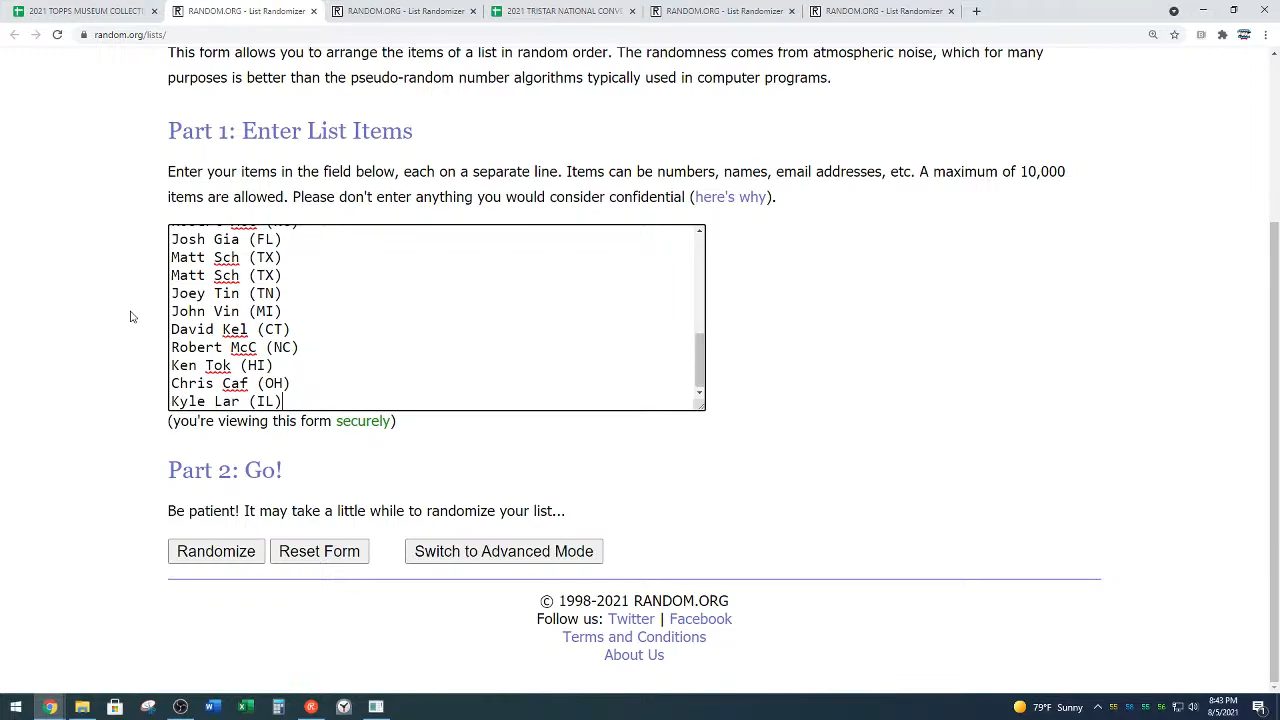 2021 TOPPS MUSEUM COLLECTI
RANDOM.ORG - List Randomizer
RANDOM.ORG - List Randomizer
2021 TRISTAR NATIONAL CONV
RANDOM.ORG - List Randomizer
RANDOM.ORG - List Randomizer
random.org/lists/
This form allows you to arrange the items of a list in random order. The randomness comes from atmospheric noise, which for many
purposes is better than the pseudo-random number algorithms typically used in computer programs.
Part 1: Enter List Items
Enter your items in the field below, each on a separate line. Items can be numbers, names, email addresses, etc. A maximum of 10,000
items are allowed. Please don't enter anything you would consider confidential (here's why).
Josh Gia (FL)
Matt Sch (TX)
Matt Sch (TX)
Joey Tin (TN)
John Vin (MI)
David Kel (CT)
Robert McC (NC)
Ken Tok (HI)
Chris Caf (OH)
Kyle Lar (IL)
(you're viewing this form securely)
Part 2: Go!
Be patient! It may take a little while to randomize your list...
Randomize Reset Form Switch to Advanced Mode
© 1998-2021 RANDOM.ORG
Follow us: Twitter | Facebook
Terms and Conditions
About Us
79°F Sunny 55 58 55 56 8:43 PM
8/5/2021